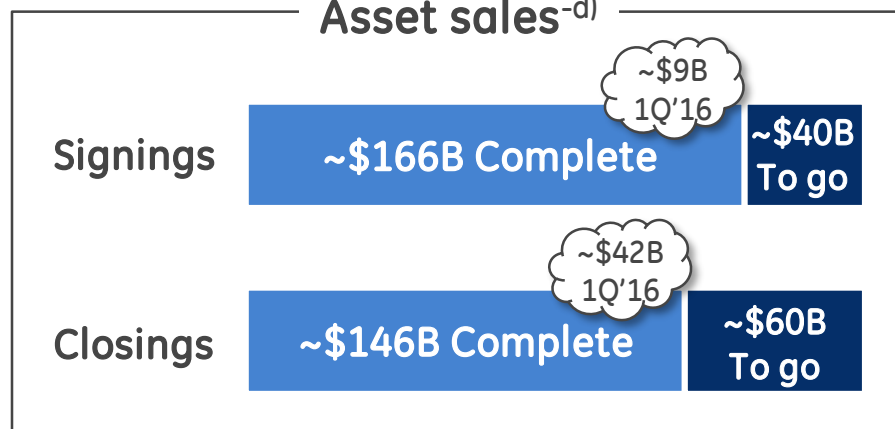 Asset sales-d)
~$9B
1Q'16
Signings
~$166B Complete
~$40B
To go
~$42B
1Q'16
Closings
~$146B Complete
~$60B
To go